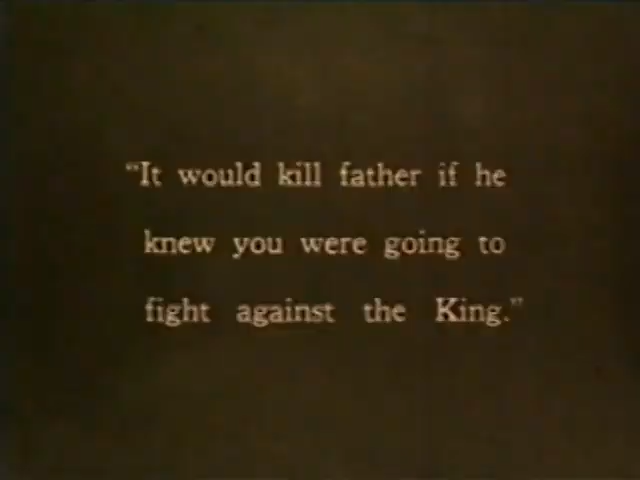 "It would kill father if he
knew you were going to
fight against the King."